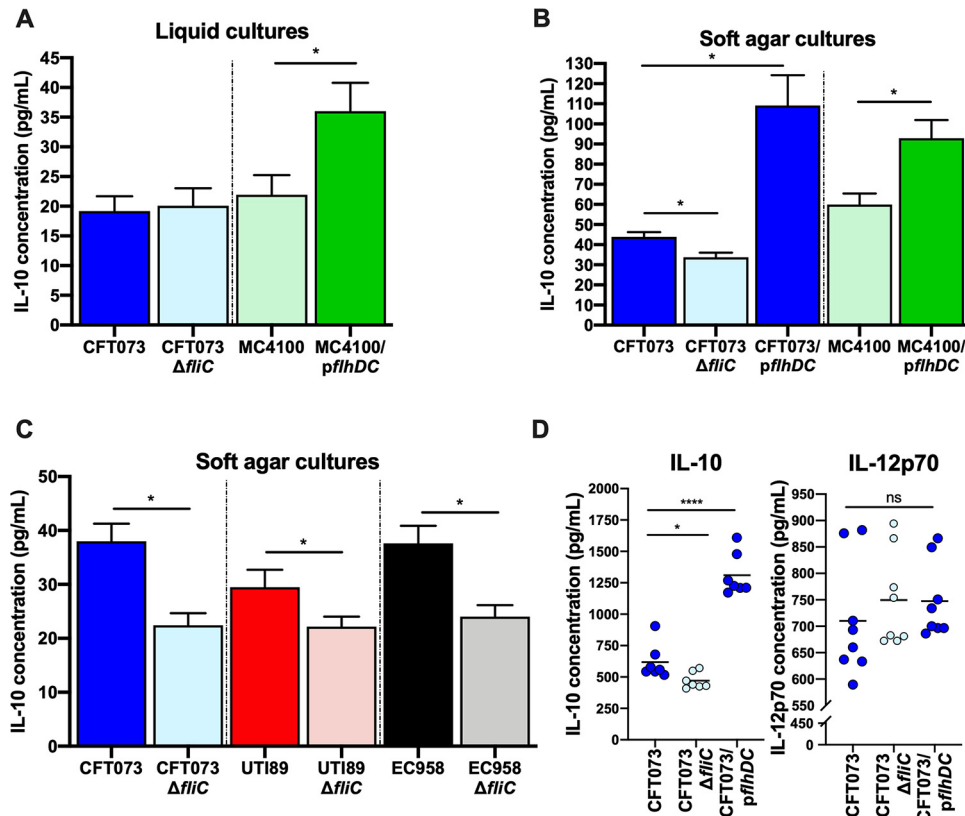 A
Liquid cultures
IL-10 concentration (pg/mL)
45
40
35
30
25
20
15
10
5
0
*
CFT073
CFT073
ΔfliC
MC4100
MC4100/
pflhDC
B
Soft agar cultures
IL-10 concentration (pg/mL)
130
120
110
100
90
80
70
60
50
40
30
20
10
0
*
*
*
CFT073
CFT073
ΔfliC
CFT073/
pflhDC
MC4100
MC4100/
pflhDC
C
Soft agar cultures
IL-10 concentration (pg/mL)
50
40
30
20
10
0
*
*
*
CFT073
CFT073
ΔfliC
UTI89
UTI89
ΔfliC
EC958
EC958
ΔfliC
D
IL-10
IL-10 concentration (pg/mL)
2000
1750
1500
1250
1000
750
500
250
0
****
*
CFT073
CFT073
ΔfliC
CFT073/
pflhDC
IL-12p70
IL-12p70 concentration (pg/mL)
950
900
850
800
750
700
650
600
550
450
0
ns
CFT073
CFT073
ΔfliC
CFT073/
pflhDC